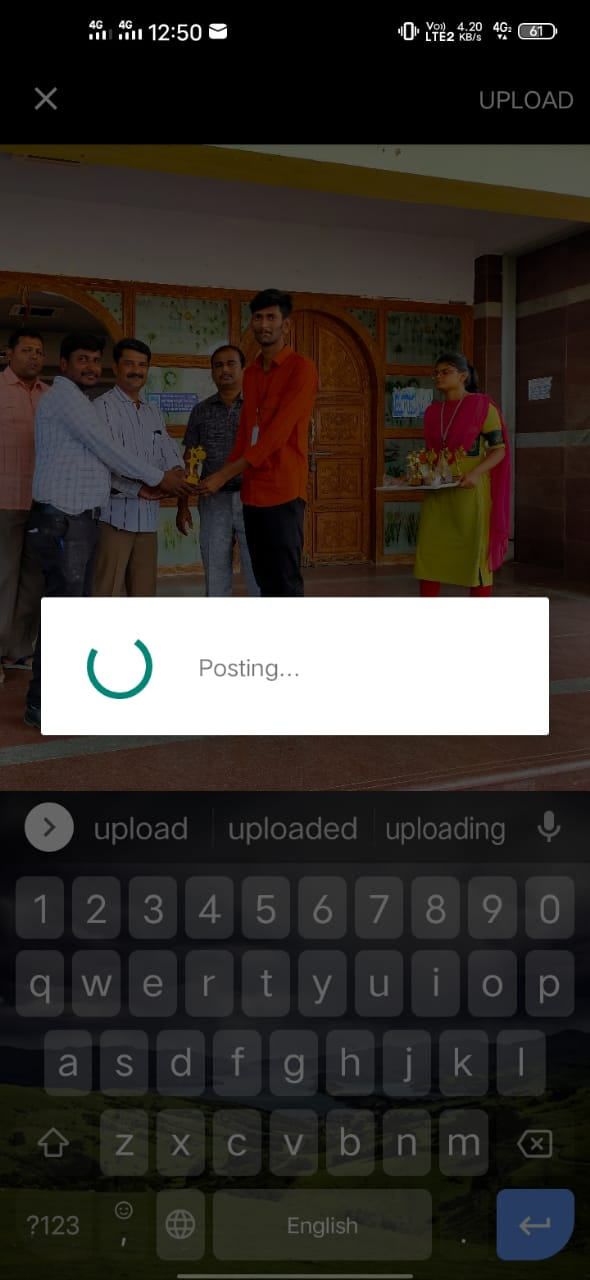 4G 4G 12:50 Vo)) LTE2 4.20 KB/s 4G2 61
UPLOAD
Posting...
upload uploaded uploading
1 2 3 4 5 6 7 8 9 0
q w e r t y u i o p
a s d f g h j k l
z x c v b n m
?123 , English .